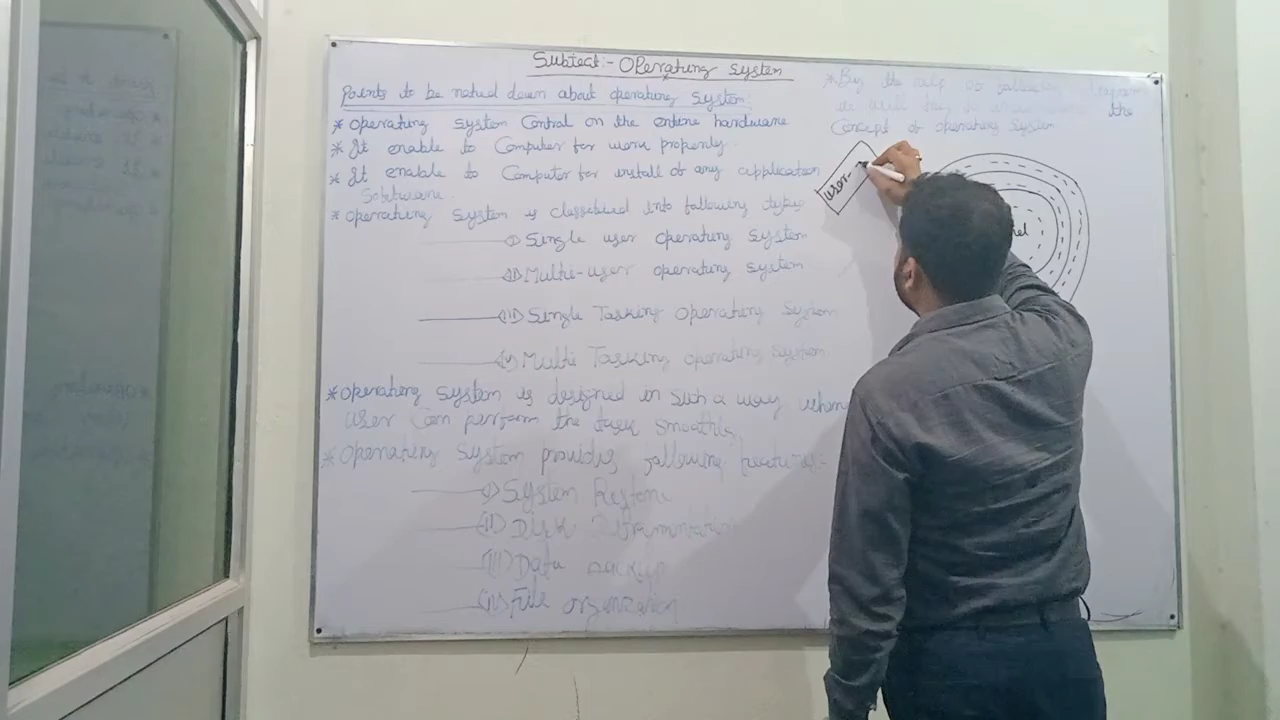 Subject:- Operating System
Points to be noted down about operating system:
* operating system Control on the entire hardware
* It enable to Computer for work properly.
* It enable to Computer for install of any application
Software.
* operating System is classified into following types
(i) Single user operating System
(ii) Multi-user operating system
(iii) Single Tasking Operating System
(iv) Multi Tasking operating System
* operating system is designed in such a way when
user Can perform the task smoothly
* Operating System provides following features:-
(i) System Restore
(ii) Disk
(iii) Data Backup
(iv) File organization
* By the help of following diagram
the
Concept of operating System
User-